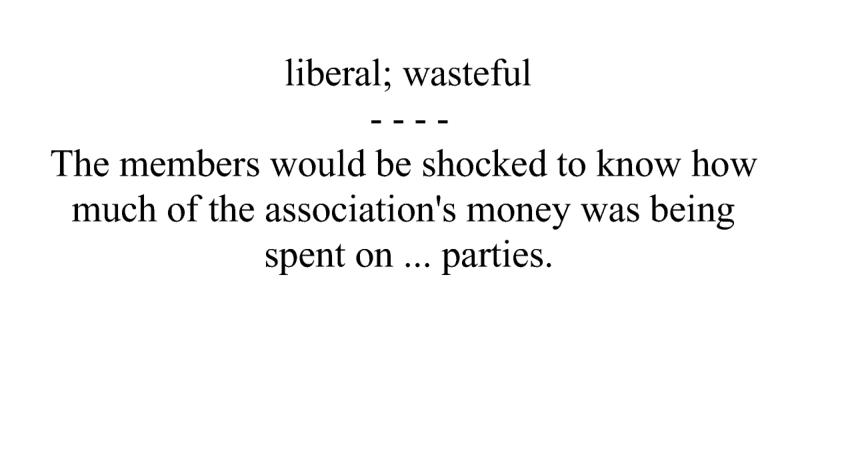 liberal; wasteful
- - - -
The members would be shocked to know how
much of the association's money was being
spent on ... parties.